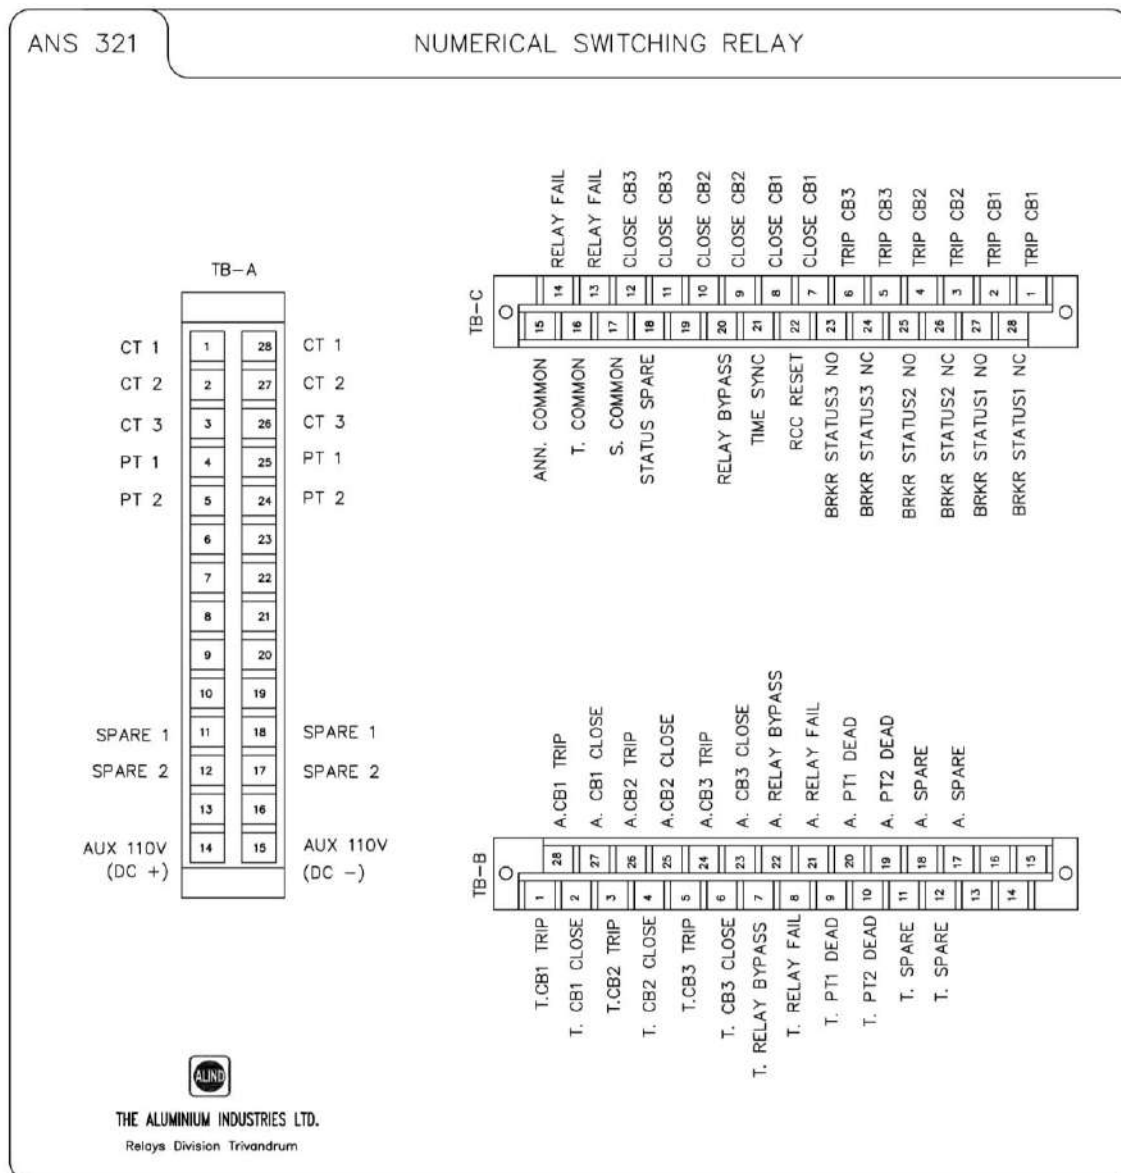 ANS 321
NUMERICAL SWITCHING RELAY
TB-A
CT 1 1 28 CT 1
CT 2 2 27 CT 2
CT 3 3 26 CT 3
PT 1 4 25 PT 1
PT 2 5 24 PT 2
6 23
7 22
8 21
9 20
10 19
SPARE 1 11 18 SPARE 1
SPARE 2 12 17 SPARE 2
13 16
AUX 110V 14 15 AUX 110V
(DC +) (DC -)
TB-C
RELAY FAIL
RELAY FAIL
CLOSE CB3
CLOSE CB3
CLOSE CB2
CLOSE CB2
CLOSE CB1
CLOSE CB1
TRIP CB3
TRIP CB3
TRIP CB2
TRIP CB2
TRIP CB1
TRIP CB1
14 13 12 11 10 9 8 7 6 5 4 3 2 1
15 16 17 18 19 20 21 22 23 24 25 26 27 28
ANN. COMMON
T. COMMON
S. COMMON
STATUS SPARE
RELAY BYPASS
TIME SYNC
RCC RESET
BRKR STATUS3 NO
BRKR STATUS3 NC
BRKR STATUS2 NO
BRKR STATUS2 NC
BRKR STATUS1 NO
BRKR STATUS1 NC
TB-B
A.CB1 TRIP
A. CB1 CLOSE
A.CB2 TRIP
A.CB2 CLOSE
A.CB3 TRIP
A. CB3 CLOSE
A. RELAY BYPASS
A. RELAY FAIL
A. PT1 DEAD
A. PT2 DEAD
A. SPARE
A. SPARE
28 27 26 25 24 23 22 21 20 19 18 17 16 15
1 2 3 4 5 6 7 8 9 10 11 12 13 14
T.CB1 TRIP
T. CB1 CLOSE
T.CB2 TRIP
T. CB2 CLOSE
T.CB3 TRIP
T. CB3 CLOSE
T. RELAY BYPASS
T. RELAY FAIL
T. PT1 DEAD
T. PT2 DEAD
T. SPARE
T. SPARE
ALIND
THE ALUMINIUM INDUSTRIES LTD.
Relays Division Trivandrum